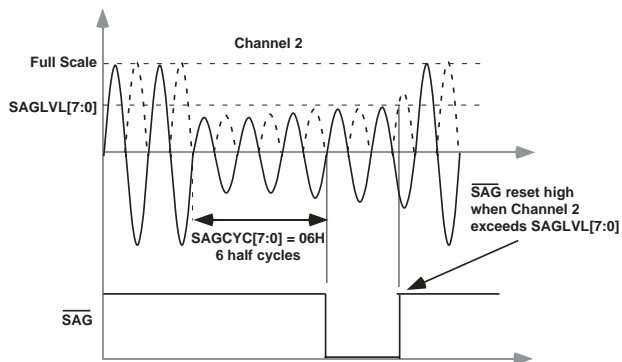 Channel 2
Full Scale
SAGLVL[7:0]
SAGCYC[7:0] = 06H
6 half cycles
SAG reset high
when Channel 2
exceeds SAGLVL[7:0]
SAG